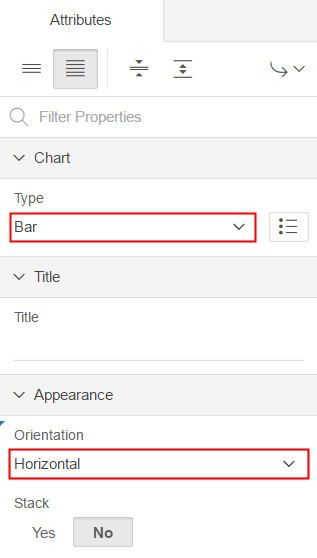 Attributes
Filter Properties
Chart
Type
Bar
Title
Title
Appearance
Orientation
Horizontal
Stack
Yes No